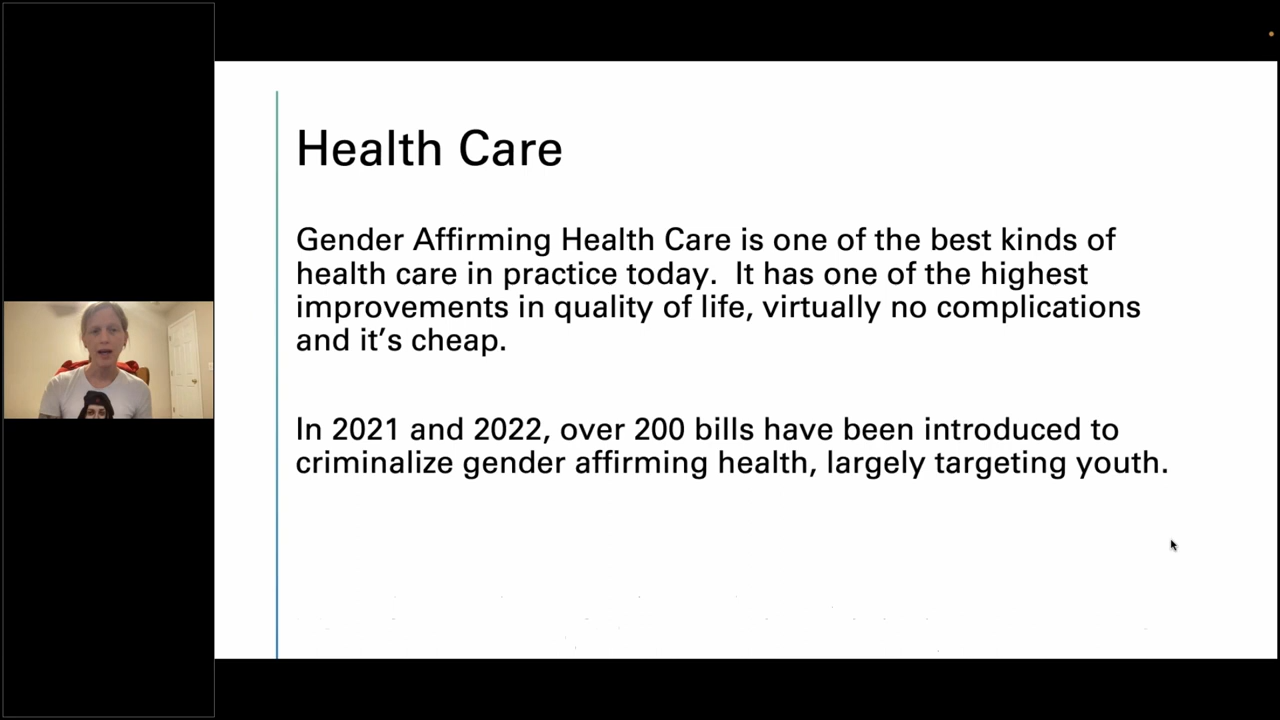 Health Care
Gender Affirming Health Care is one of the best kinds of
health care in practice today.  It has one of the highest
improvements in quality of life, virtually no complications
and it’s cheap.
In 2021 and 2022, over 200 bills have been introduced to
criminalize gender affirming health, largely targeting youth.